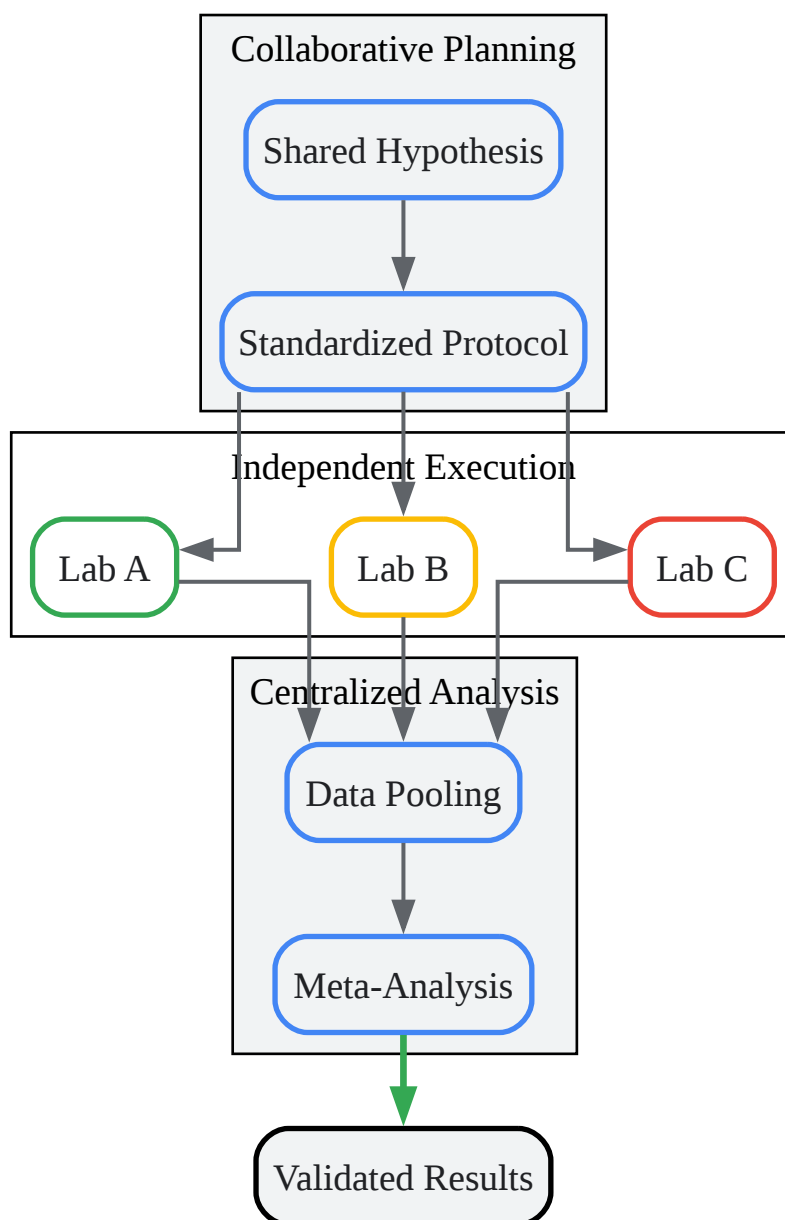 Collaborative Planning
Shared Hypothesis
Standardized Protocol
Independent Execution
Lab A
Lab B
Lab C
Centralized Analysis
Data Pooling
Meta-Analysis
Validated Results